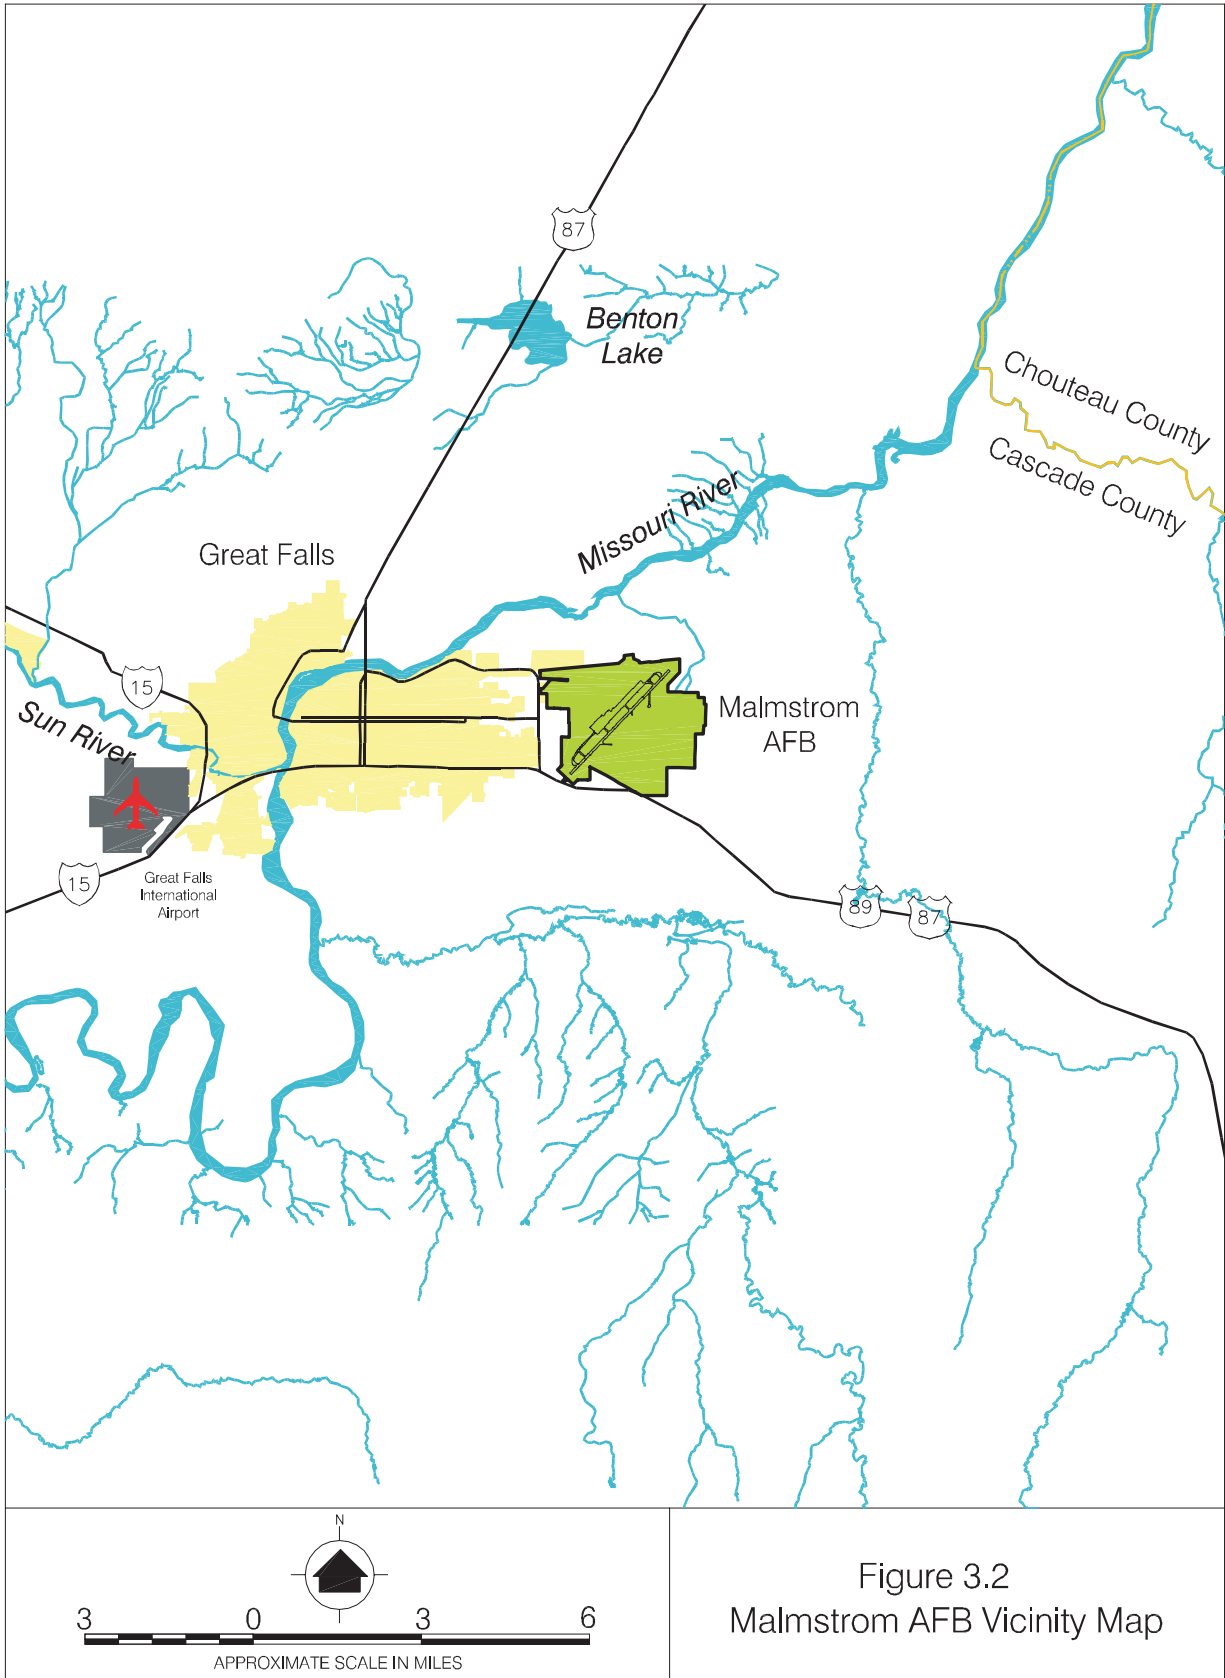 87
Benton
Lake
Chouteau County
Cascade County
Missouri River
Great Falls
15
Sun River
Malmstrom
AFB
15
Great Falls
International
Airport
89
87
N
3 0 3 6
APPROXIMATE SCALE IN MILES
Figure 3.2
Malmstrom AFB Vicinity Map